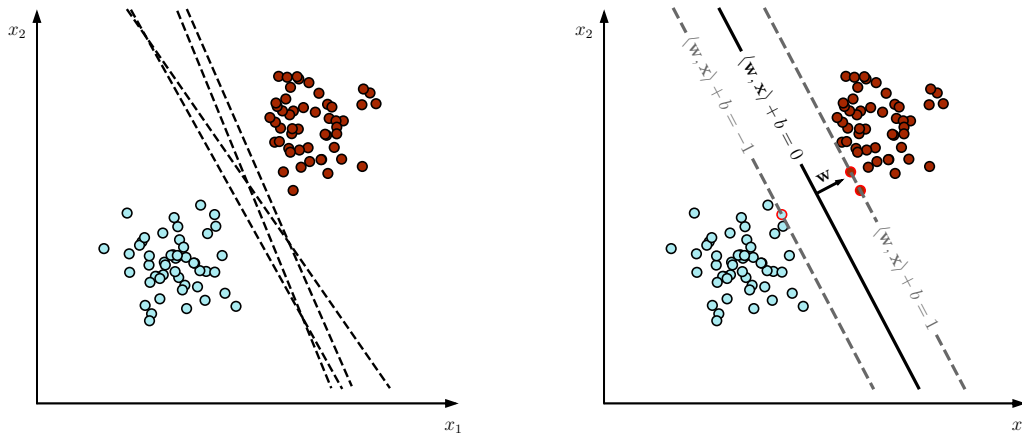 x₂
x₁
x₂
⟨w, x⟩ + b = −1
⟨w, x⟩ + b = 0
w
⟨w, x⟩ + b = 1
x